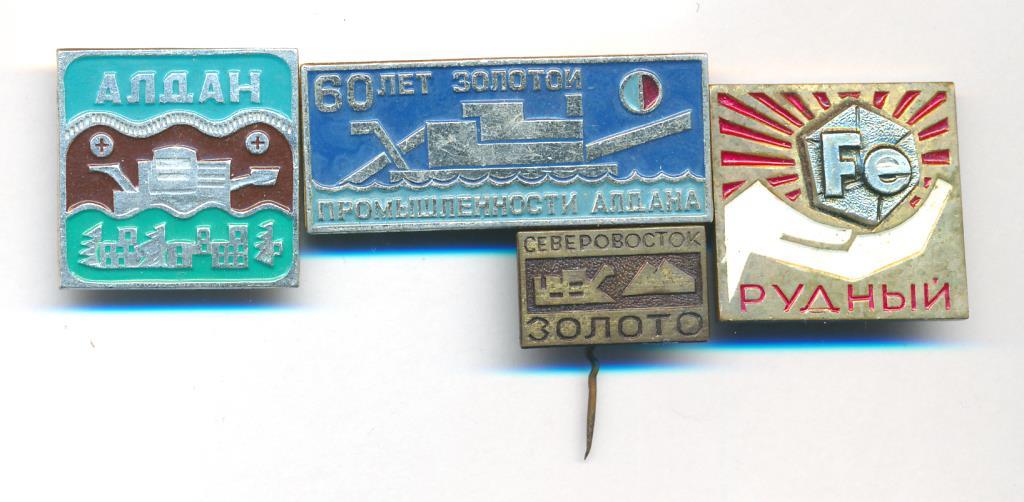 АЛДАН
60 ЛЕТ ЗОЛОТОЙ
ПРОМЫШЛЕННОСТИ АЛДАНА
СЕВЕРОВОСТОК
ЗОЛОТО
Fe
РУДНЫЙ